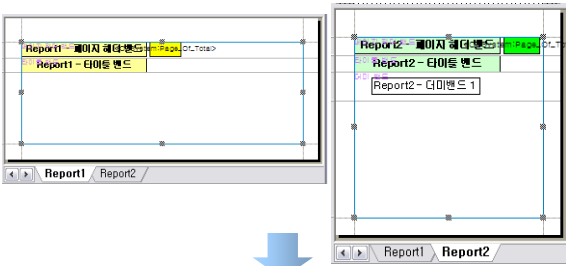 Report1 - 페이지 헤더 밴드
Report1 - 타이틀 밴드
Report1 Report2
Report2 - 페이지 헤더 밴드
Report2 - 타이틀 밴드
Report2 - 더미밴드 1
Report1 Report2